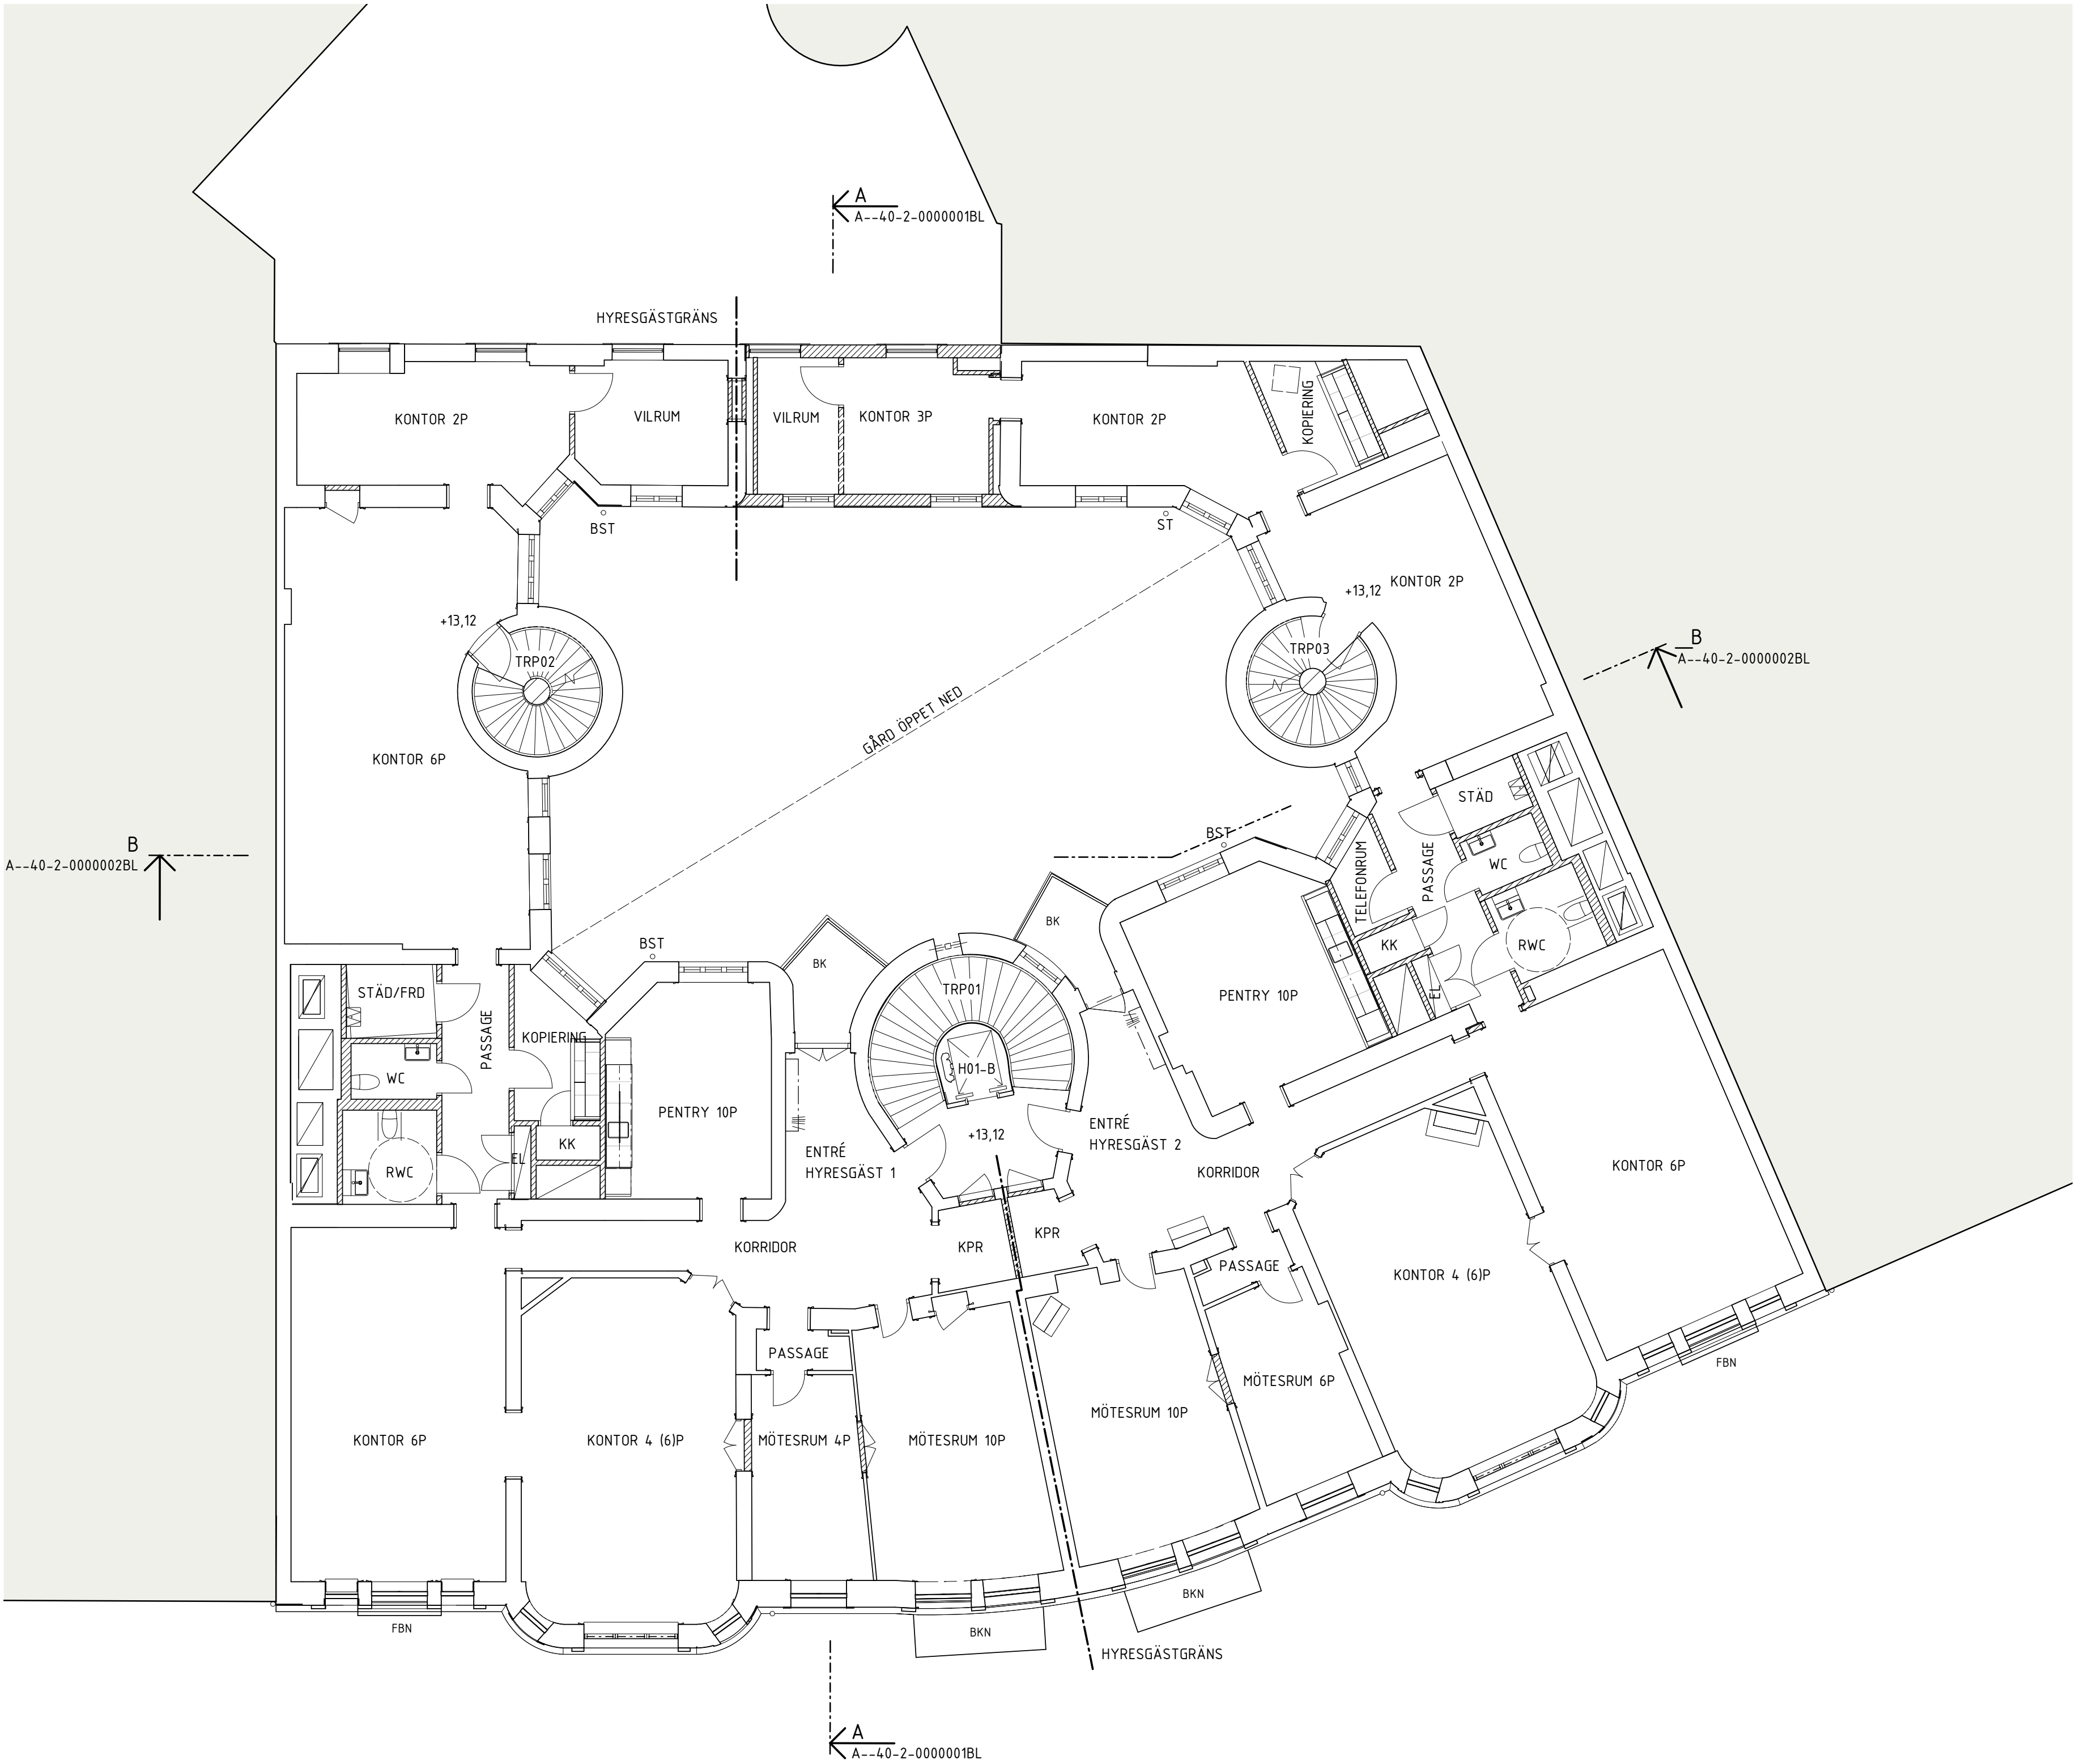 A
A--40-2-0000001BL
HYRESGÄSTGRÄNS
KONTOR 2P
VILRUM
VILRUM
KONTOR 3P
KONTOR 2P
KOPIERING
BST
ST
+13,12
KONTOR 2P
+13,12
TRP02
TRP03
B
A--40-2-0000002BL
GÅRD ÖPPET NED
KONTOR 6P
STÄD
B
A--40-2-0000002BL
BST
TELEFONRUM
PASSAGE
WC
BK
KK
RWC
BST
BK
TRP01
PENTRY 10P
EL
STÄD/FRD
PASSAGE
KOPIERING
WC
H01-B
PENTRY 10P
KK
EL
RWC
ENTRÉ
HYRESGÄST 1
+13,12
ENTRÉ
HYRESGÄST 2
KORRIDOR
KONTOR 6P
KORRIDOR
KPR
KPR
PASSAGE
KONTOR 4 (6)P
PASSAGE
MÖTESRUM 6P
FBN
KONTOR 6P
KONTOR 4 (6)P
MÖTESRUM 4P
MÖTESRUM 10P
MÖTESRUM 10P
FBN
BKN
BKN
HYRESGÄSTGRÄNS
A
A--40-2-0000001BL